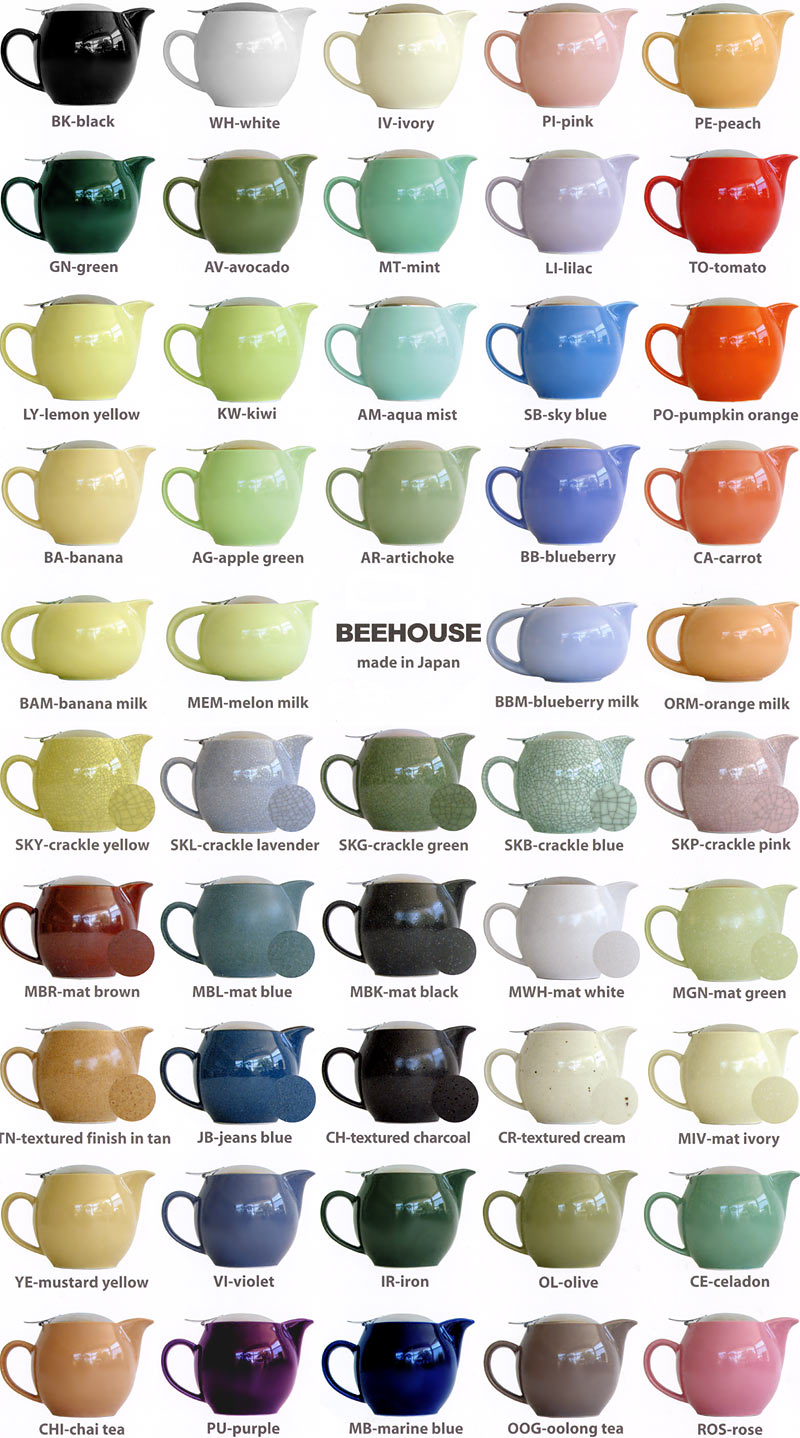 BK-black
WH-white
IV-ivory
PI-pink
PE-peach
GN-green
AV-avocado
MT-mint
LI-lilac
TO-tomato
LY-lemon yellow
KW-kiwi
AM-aqua mist
SB-sky blue
PO-pumpkin orange
BA-banana
AG-apple green
AR-artichoke
BB-blueberry
CA-carrot
BAM-banana milk
MEM-melon milk
BEEHOUSE
made in Japan
BBM-blueberry milk
ORM-orange milk
SKY-crackle yellow
SKL-crackle lavender
SKG-crackle green
SKB-crackle blue
SKP-crackle pink
MBR-mat brown
MBL-mat blue
MBK-mat black
MWH-mat white
MGN-mat green
TN-textured finish in tan
JB-jeans blue
CH-textured charcoal
CR-textured cream
MIV-mat ivory
YE-mustard yellow
VI-violet
IR-iron
OL-olive
CE-celadon
CHI-chai tea
PU-purple
MB-marine blue
OOG-oolong tea
ROS-rose